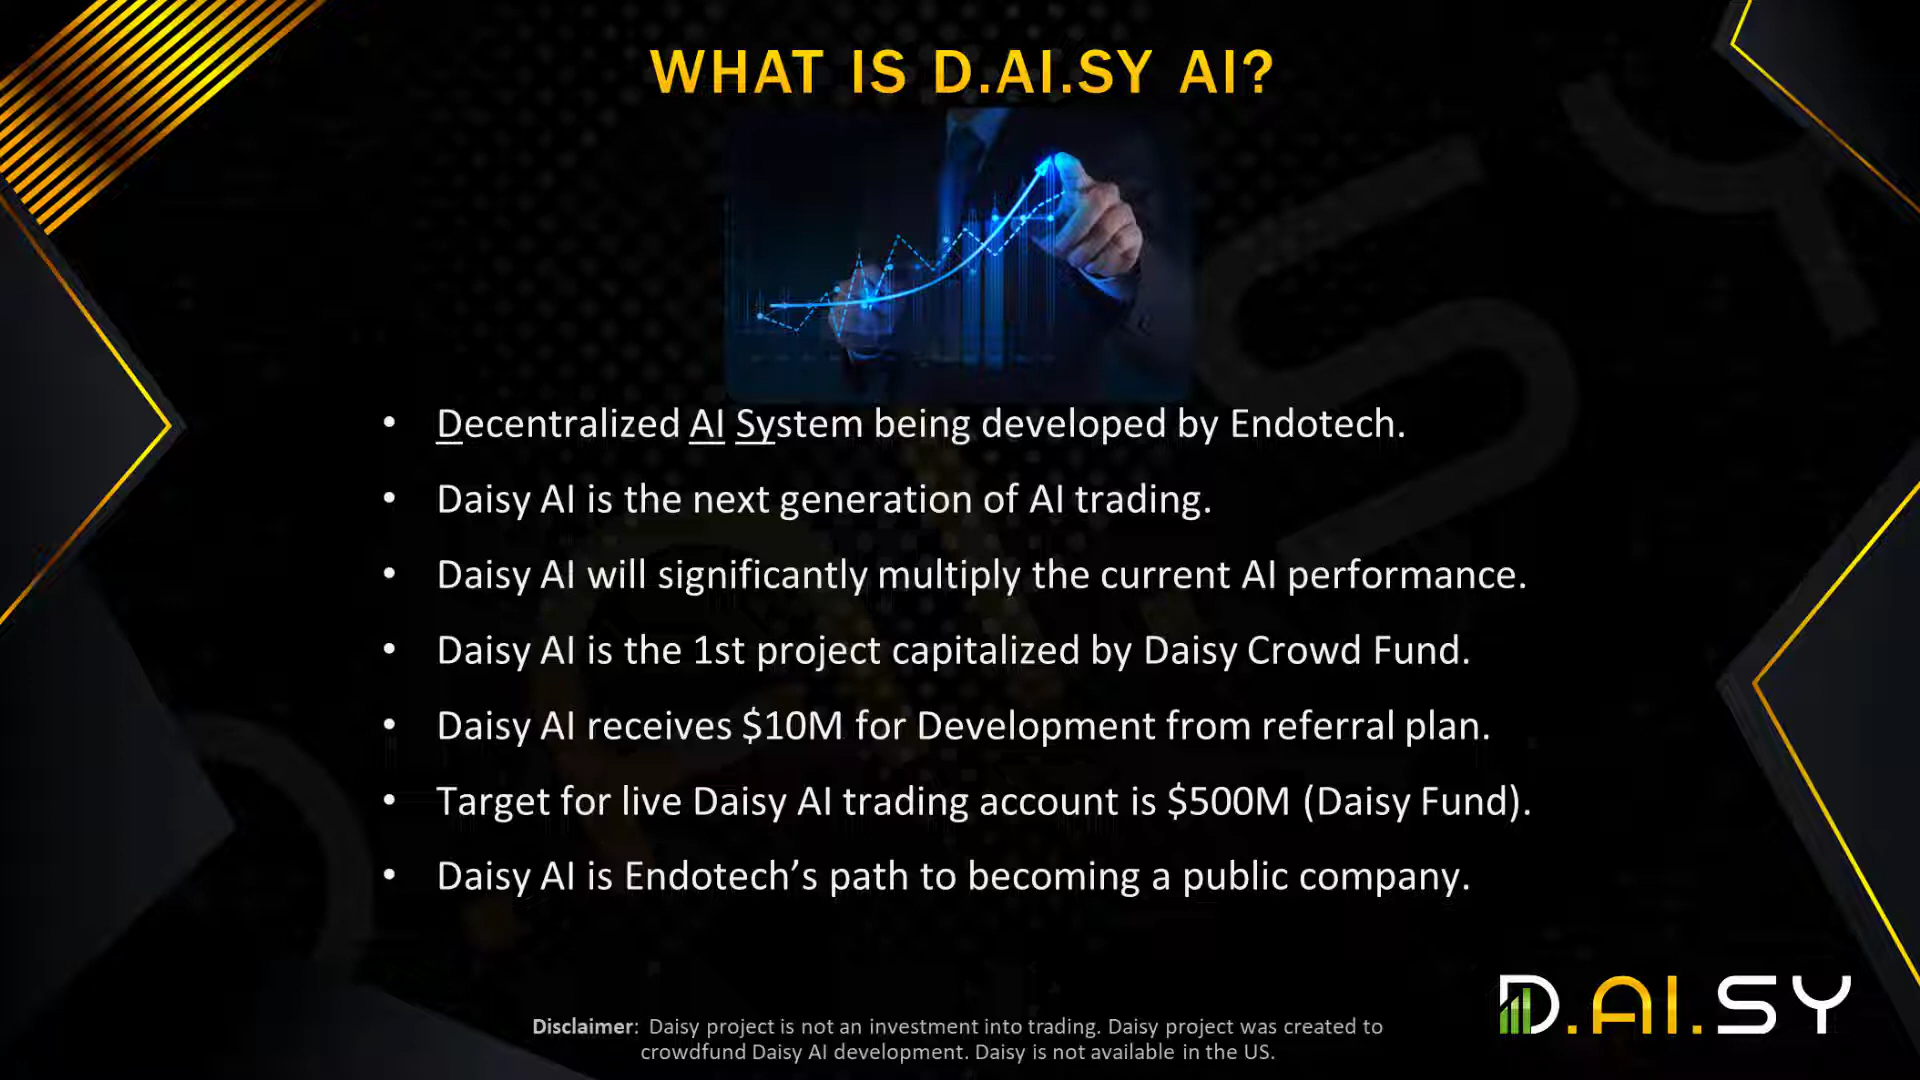 WHAT IS D.AI.SY AI?
• Decentralized AI System being developed by Endotech.
• Daisy AI is the next generation of AI trading.
• Daisy AI will significantly multiply the current AI performance.
• Daisy AI is the 1st project capitalized by Daisy Crowd Fund.
• Daisy AI receives $10M for Development from referral plan.
• Target for live Daisy AI trading account is $500M (Daisy Fund).
• Daisy AI is Endotech’s path to becoming a public company.
D.AI.SY
Disclaimer: Daisy project is not an investment into trading. Daisy project was created to
crowdfund Daisy AI development. Daisy is not available in the US.